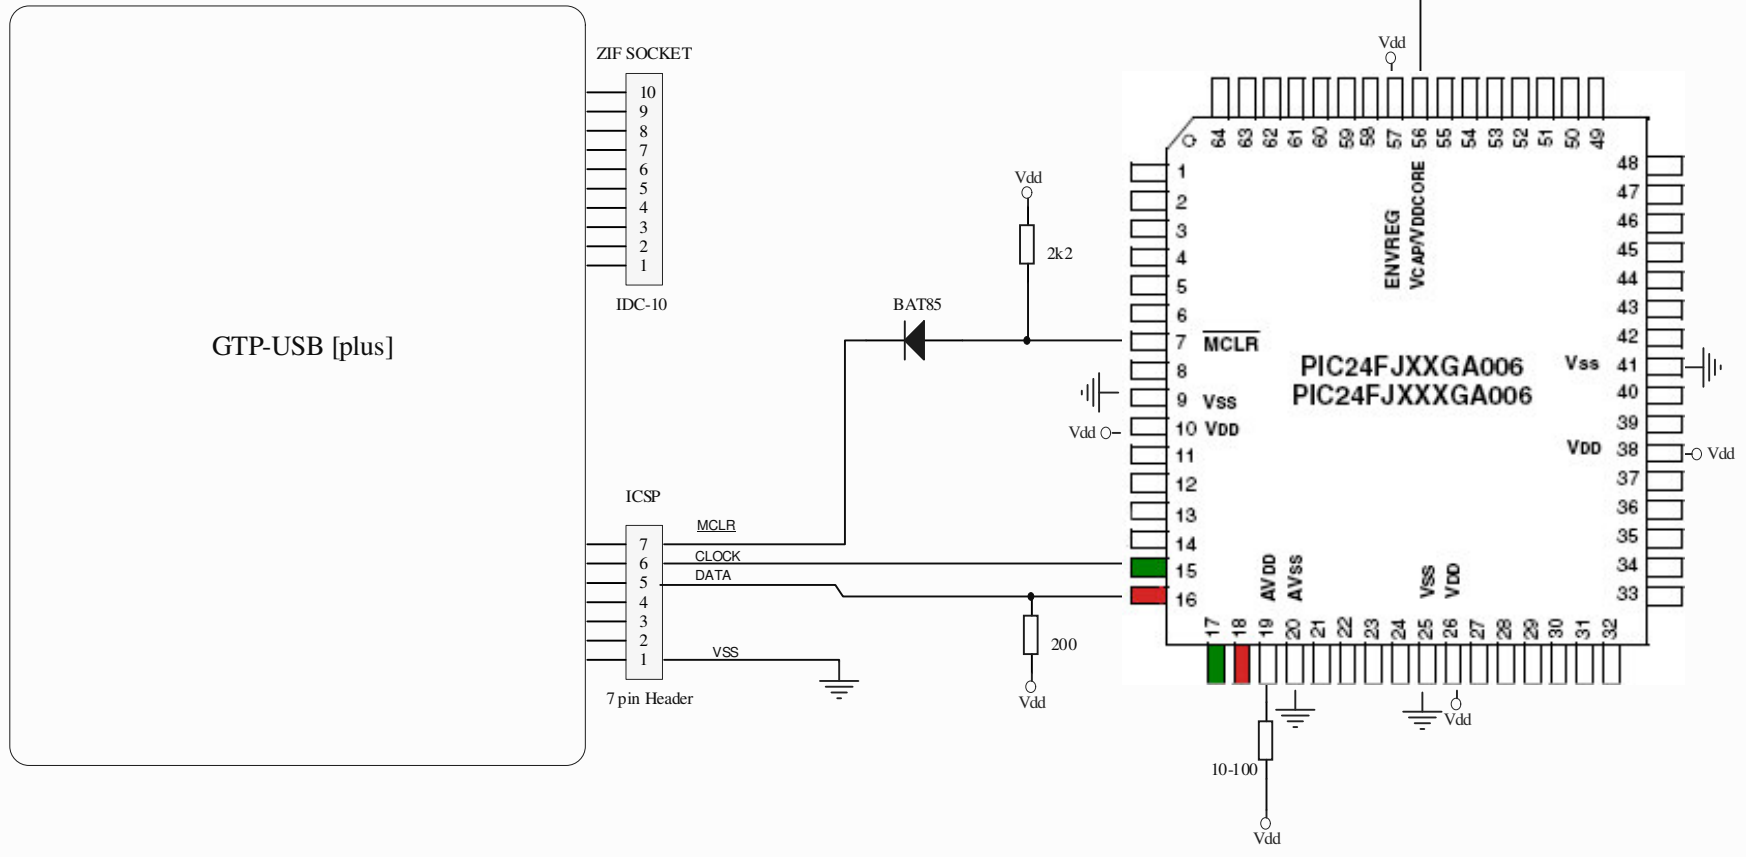 ZIF SOCKET
10
9
8
7
6
5
4
3
2
1
IDC-10
GTP-USB [plus]
ICSP
7
6
5
4
3
2
1
7 pin Header
MCLR
CLOCK
DATA
VSS
BAT85
Vdd
2k2
200
Vdd
Vdd
Vdd
64 63 62 61 60 59 58 57 56 55 54 53 52 51 50 49
ENVREG
VCAP/VDDCORE
1
2
3
4
5
6
7 MCLR
8
9 VSS
10 VDD
11
12
13
14
15
16
PIC24FJXXGA006
PIC24FJXXXGA006
48
47
46
45
44
43
42
Vss 41
40
39
VDD 38
Vdd
37
36
35
34
33
AVDD
AVSS
VSS
VDD
17 18 19 20 21 22 23 24 25 26 27 28 29 30 31 32
Vdd
10-100
Vdd